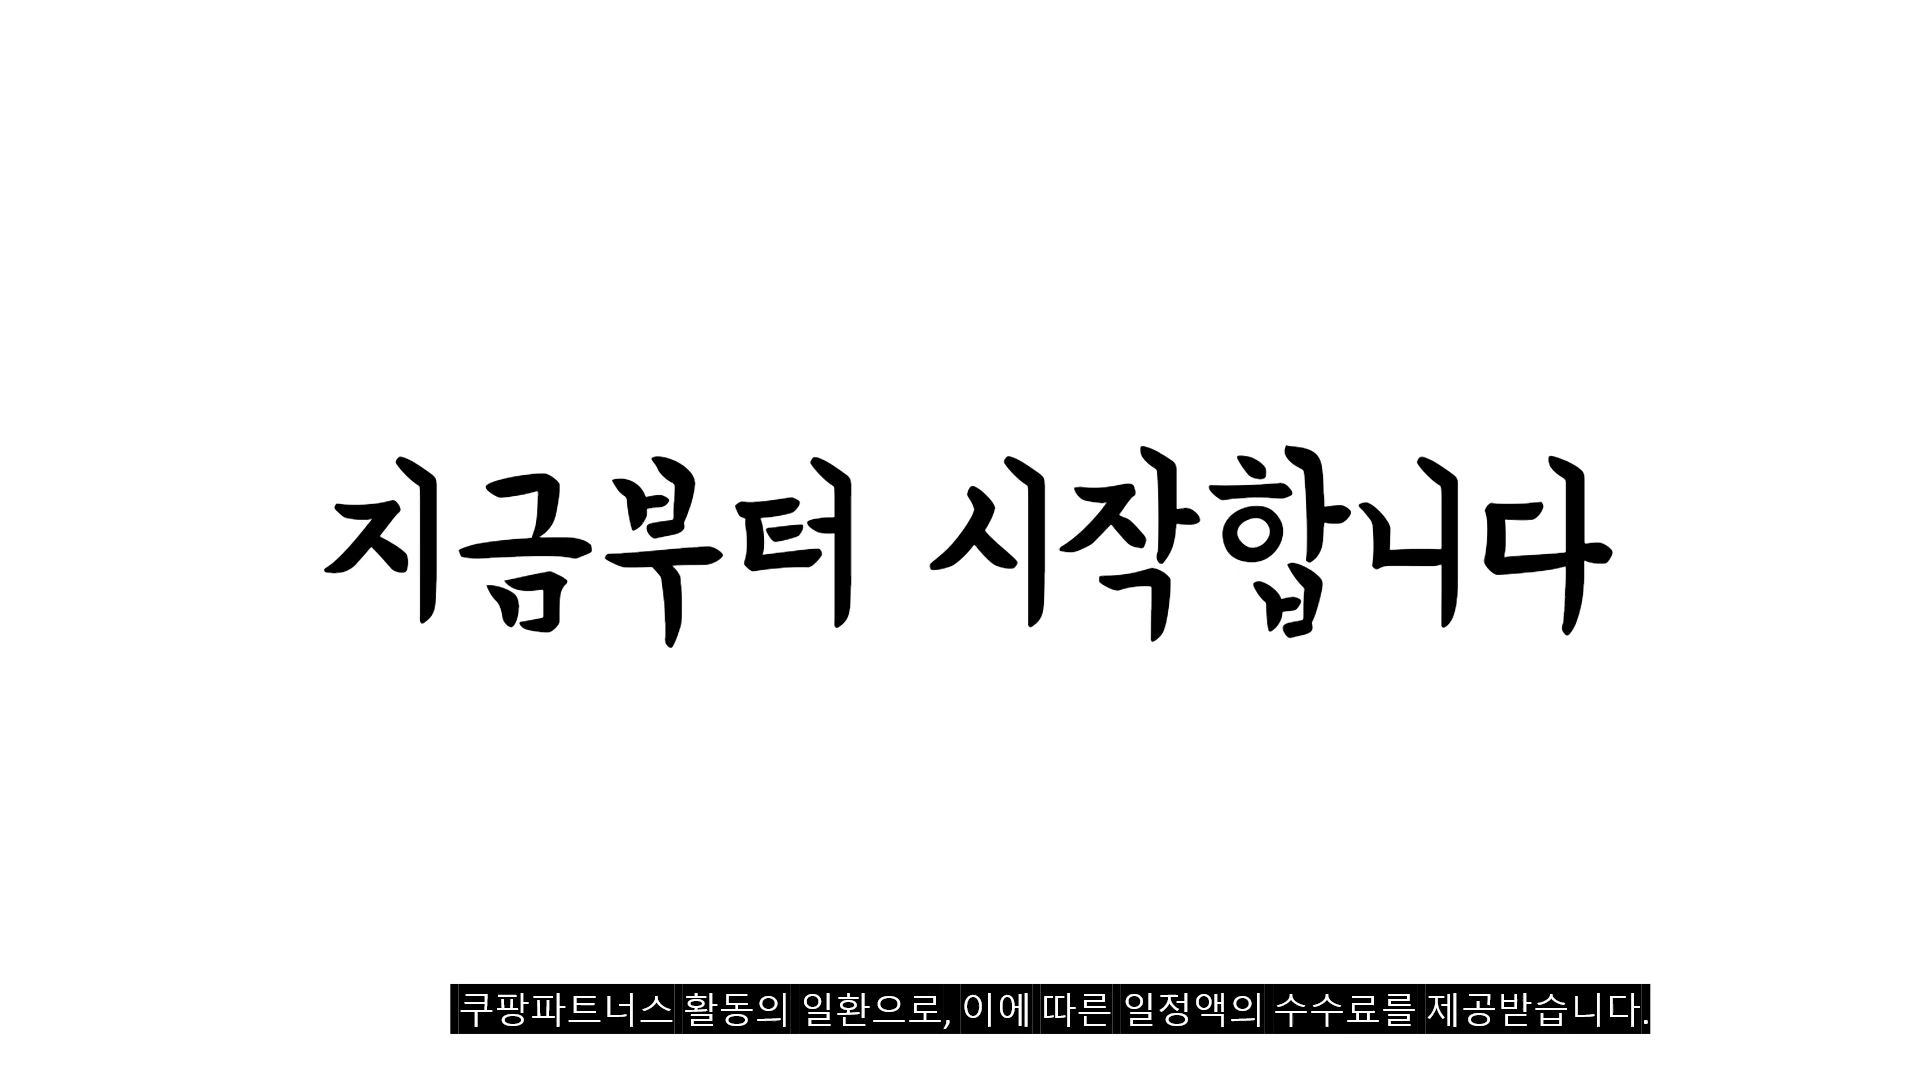 지금부터 시작합니다
쿠팡파트너스 활동의 일환으로, 이에 따른 일정액의 수수료를 제공받습니다.